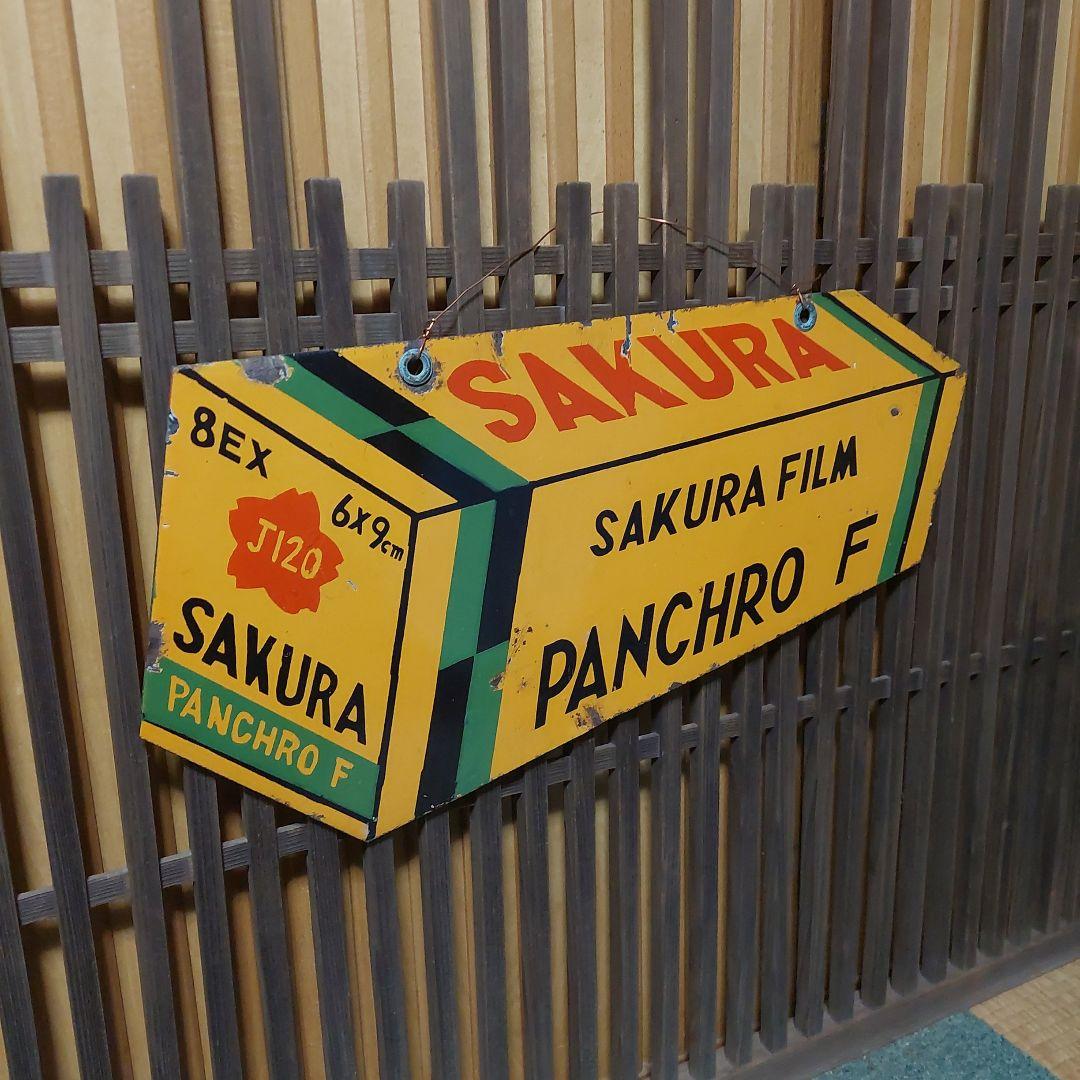 SAKURA
SAKURA FILM
PANCHRO F
8EX
6X9cm
J120
SAKURA
PANCHRO F